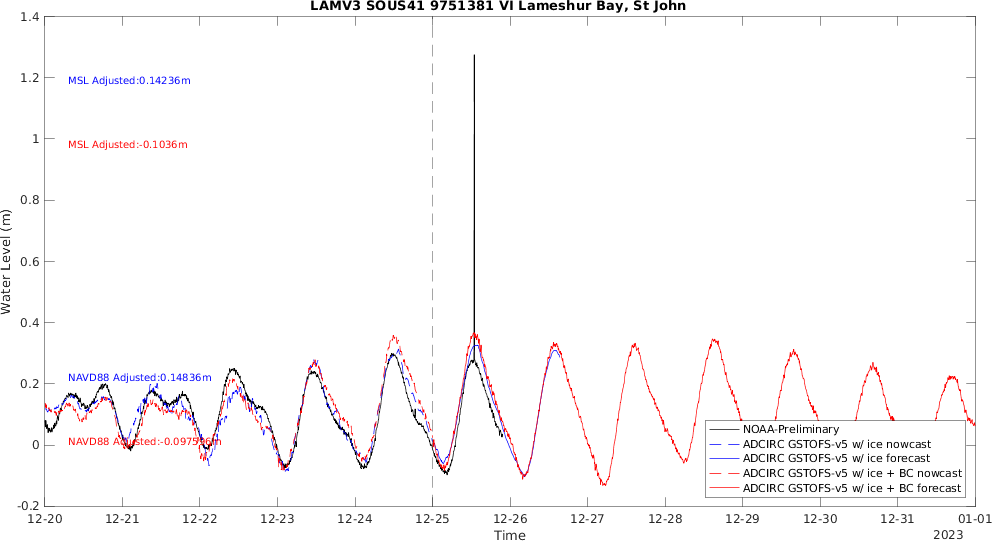 LAMV3 SOUS41 9751381 VI Lameshur Bay, St John
1.4
1.2
1
0.8
0.6
0.4
0.2
0
-0.2
Water Level (m)
MSL Adjusted:0.14236m
MSL Adjusted:-0.1036m
NAVD88 Adjusted:0.14836m
NAVD88 Adjusted:-0.097596m
NOAA-Preliminary
ADCIRC GSTOFS-v5 w/ ice nowcast
ADCIRC GSTOFS-v5 w/ ice forecast
ADCIRC GSTOFS-v5 w/ ice + BC nowcast
ADCIRC GSTOFS-v5 w/ ice + BC forecast
12-20 12-21 12-22 12-23 12-24 12-25 12-26 12-27 12-28 12-29 12-30 12-31 01-01
Time
2023